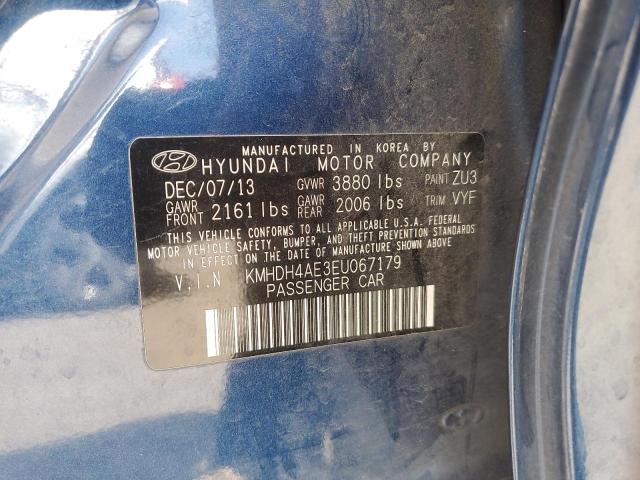 MANUFACTURED IN KOREA BY
HYUNDAI MOTOR COMPANY
DEC/07/13 GVWR 3880 lbs PAINT ZU3
GAWR FRONT 2161 lbs GAWR REAR 2006 lbs TRIM VYF
THIS VEHICLE CONFORMS TO ALL APPLICABLE U.S.A. FEDERAL
MOTOR VEHICLE SAFETY, BUMPER, AND THEFT PREVENTION STANDARDS
IN EFFECT ON THE DATE OF MANUFACTURE SHOWN ABOVE.
V.I.N KMHDH4AE3EU067179
PASSENGER CAR